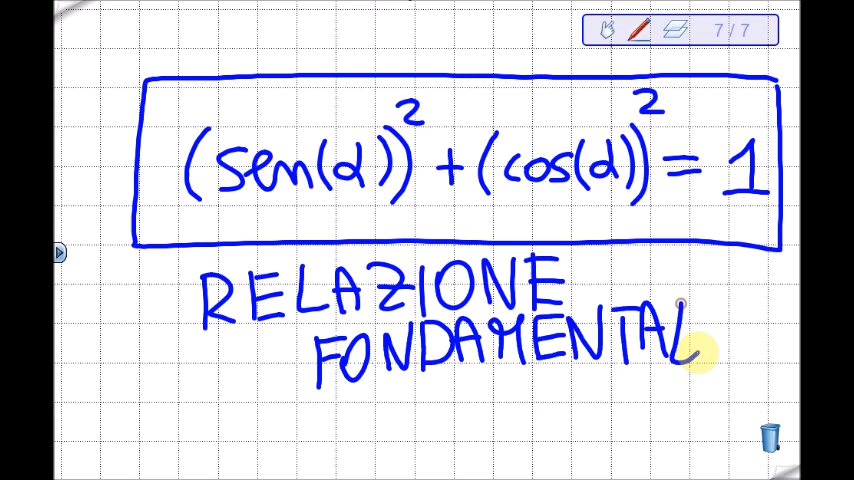 7/7
(sen(α))² + (cos(α))² = 1
RELAZIONE
FONDAMENTAL